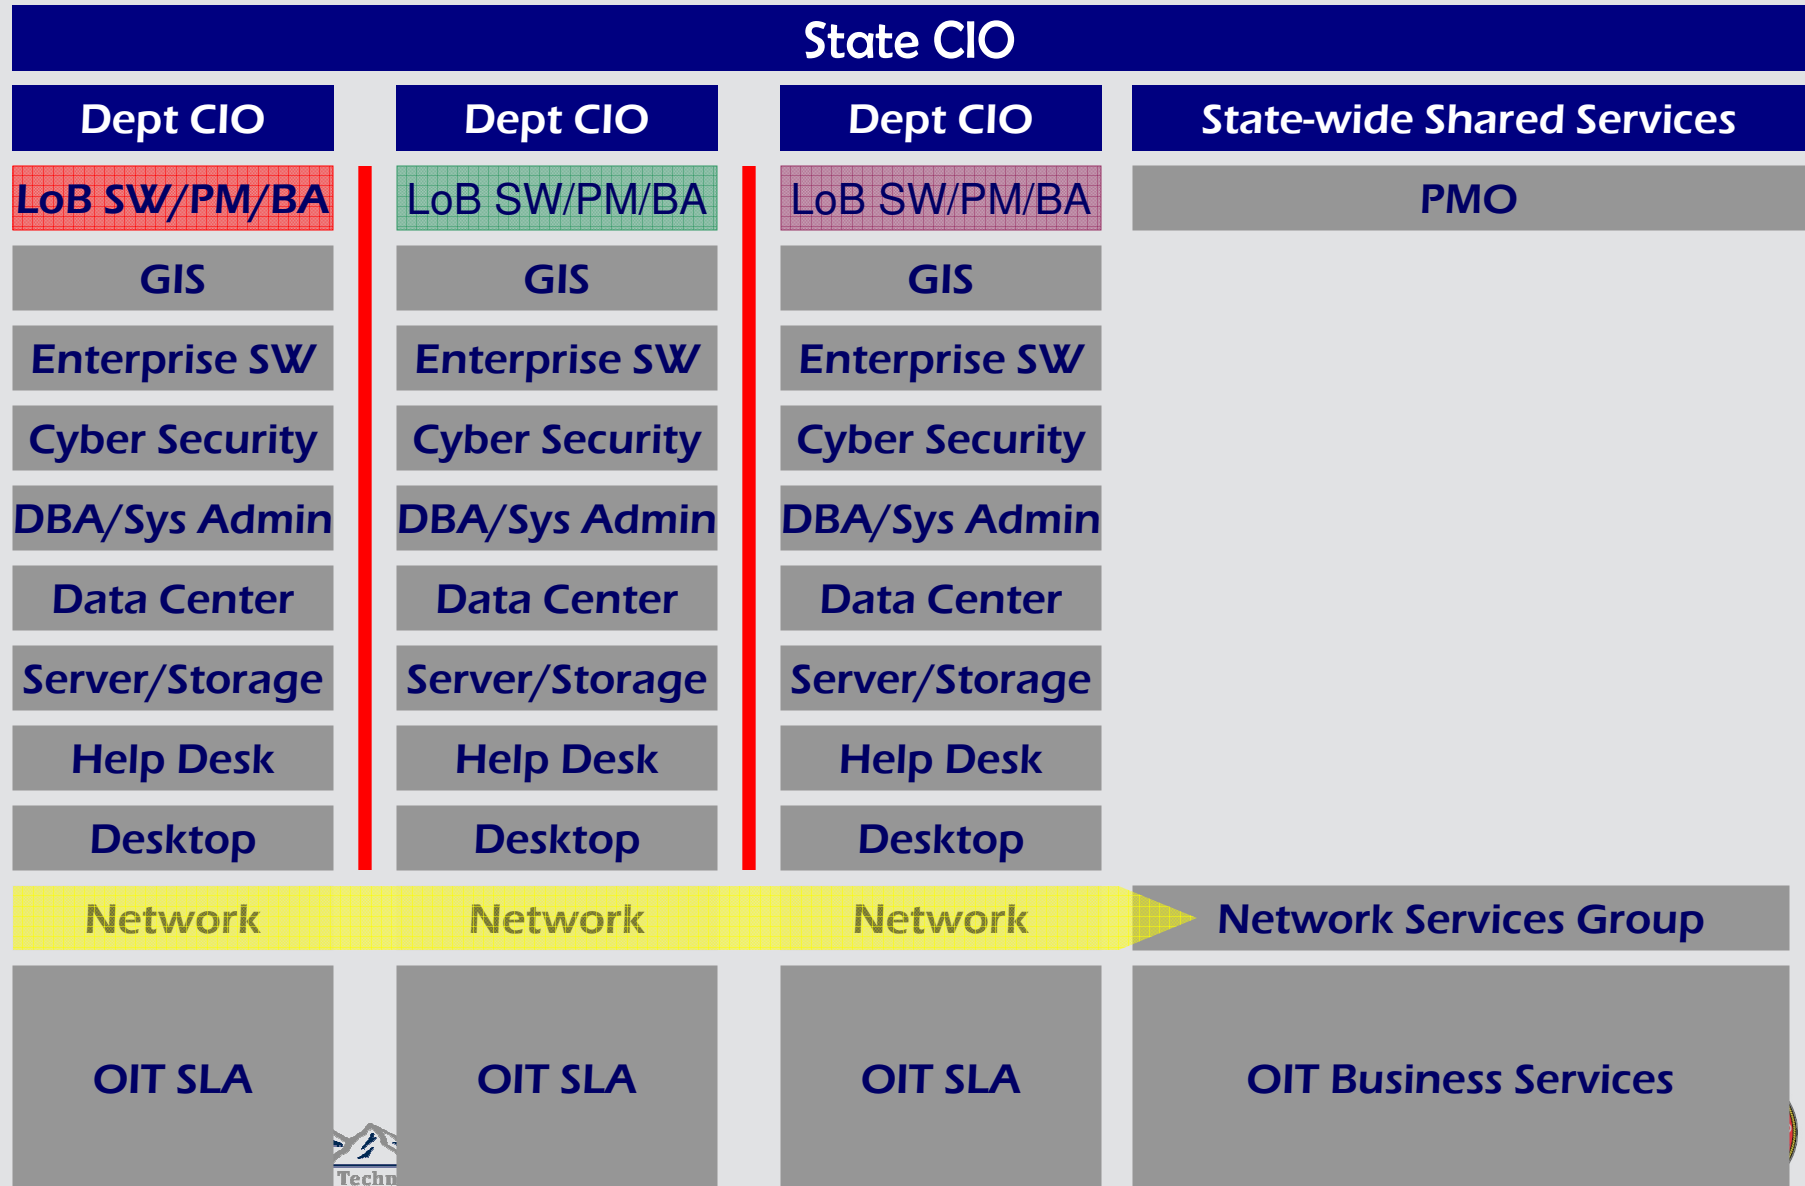 State CIO
Dept CIO Dept CIO Dept CIO State-wide Shared Services
LoB SW/PM/BA LoB SW/PM/BA LoB SW/PM/BA PMO
GIS GIS GIS
Enterprise SW Enterprise SW Enterprise SW
Cyber Security Cyber Security Cyber Security
DBA/Sys Admin DBA/Sys Admin DBA/Sys Admin
Data Center Data Center Data Center
Server/Storage Server/Storage Server/Storage
Help Desk Help Desk Help Desk
Desktop Desktop Desktop
Network Network Network Network Services Group
OIT SLA OIT SLA OIT SLA OIT Business Services
Techn